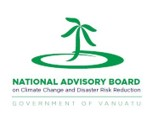 NATIONAL ADVISORY BOARD
on Climate Change and Disaster Risk Reduction
GOVERNMENT OF VANUATU